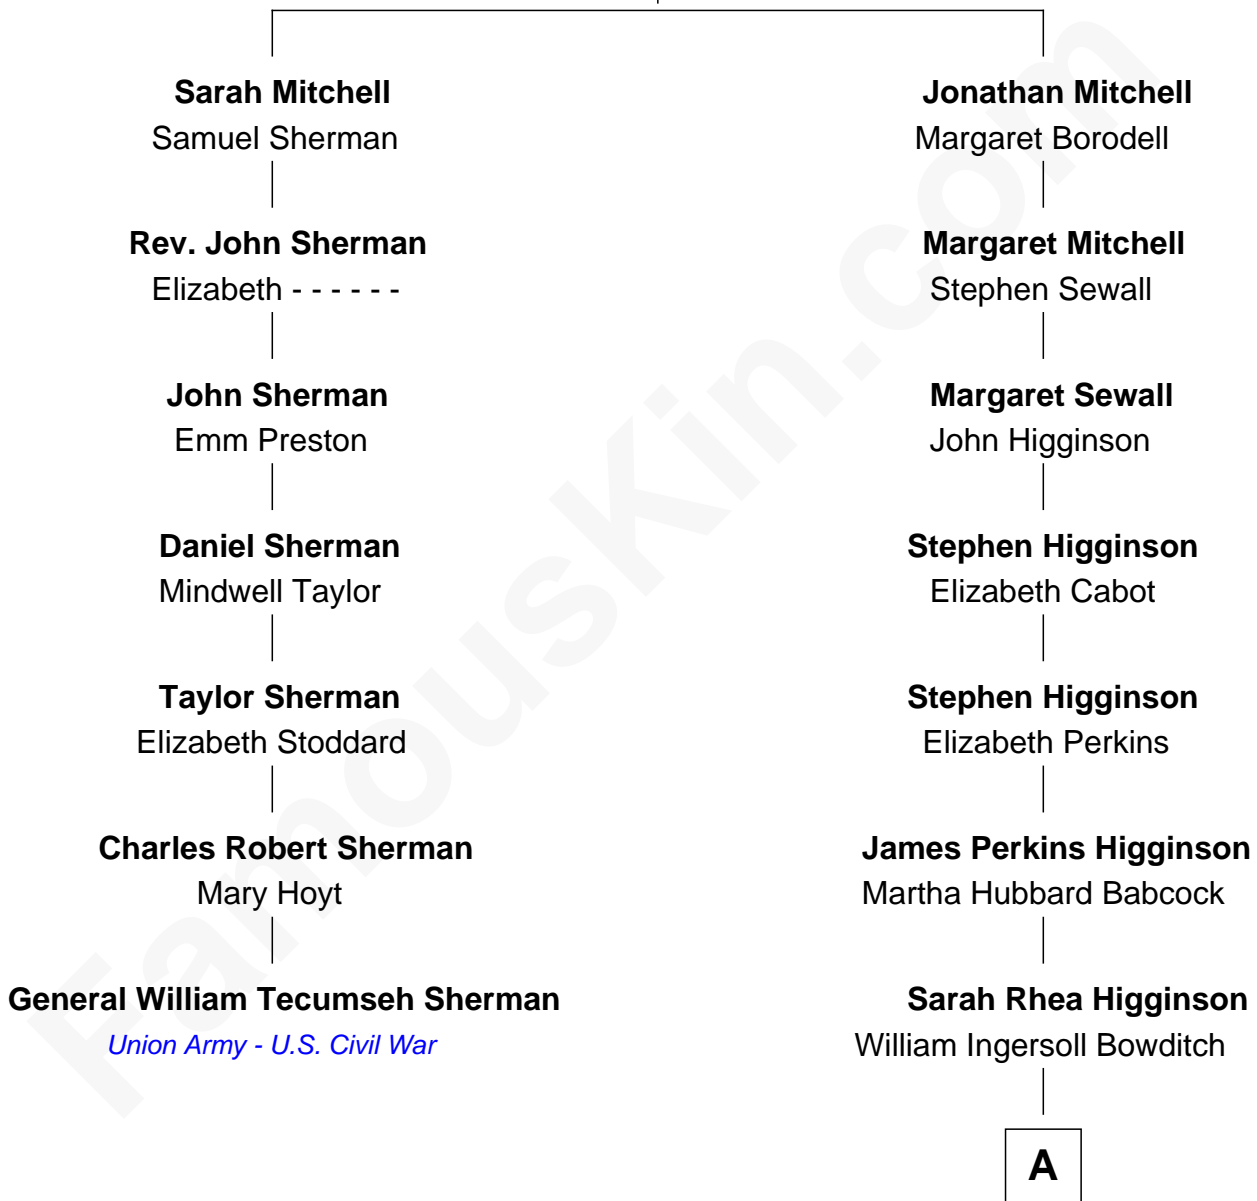 Sarah Mitchell
Samuel Sherman
Rev. John Sherman
Elizabeth - - - - - -
John Sherman
Emm Preston
Daniel Sherman
Mindwell Taylor
Taylor Sherman
Elizabeth Stoddard
Charles Robert Sherman
Mary Hoyt
General William Tecumseh Sherman
Union Army - U.S. Civil War
Jonathan Mitchell
Margaret Borodell
Margaret Mitchell
Stephen Sewall
Margaret Sewall
John Higginson
Stephen Higginson
Elizabeth Cabot
Stephen Higginson
Elizabeth Perkins
James Perkins Higginson
Martha Hubbard Babcock
Sarah Rhea Higginson
William Ingersoll Bowditch
A
FamousKin.com